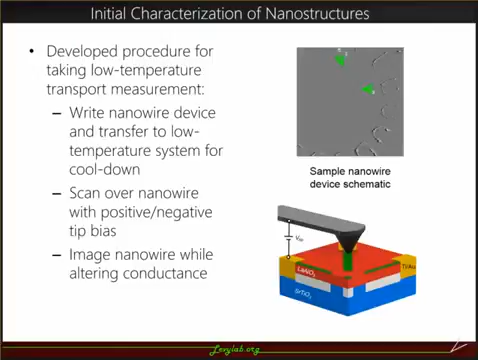 Initial Characterization of Nanostructures
• Developed procedure for
taking low-temperature
transport measurement:
– Write nanowire device
and transfer to low-
temperature system for
cool-down
– Scan over nanowire
with positive/negative
tip bias
– Image nanowire while
altering conductance
Sample nanowire
device schematic
LaAlO₃
SrTiO₃
Levylab.org